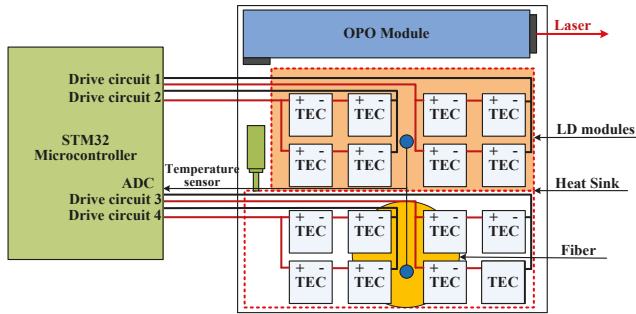 OPO Module
Laser
Drive circuit 1
Drive circuit 2
STM32
Microcontroller
ADC
Drive circuit 3
Drive circuit 4
Temperature
sensor
+ - + - + - + -
TEC TEC TEC TEC
+ - + - + - + -
TEC TEC TEC TEC
LD modules
Heat Sink
+ - + - + - + -
TEC TEC TEC TEC
+ - + - + -
TEC TEC TEC TEC
Fiber